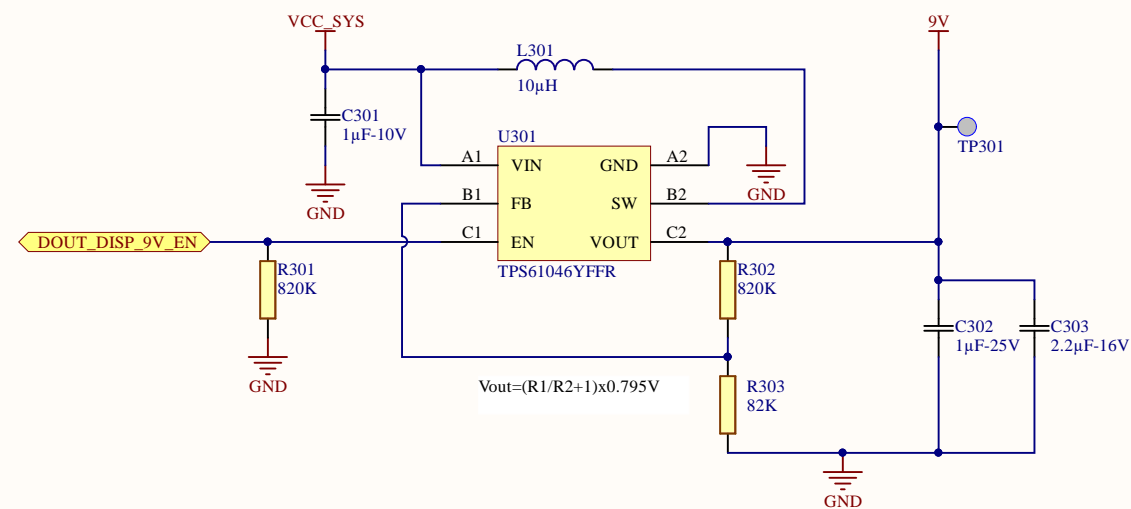 VCC_SYS
9V
L301
10µH
C301
1µF-10V
GND
U301
A1
VIN
GND
A2
B1
FB
SW
B2
C1
EN
VOUT
C2
TPS61046YFFR
GND
TP301
DOUT_DISP_9V_EN
R301
820K
GND
R302
820K
C302
1µF-25V
C303
2.2µF-16V
Vout=(R1/R2+1)x0.795V
R303
82K
GND